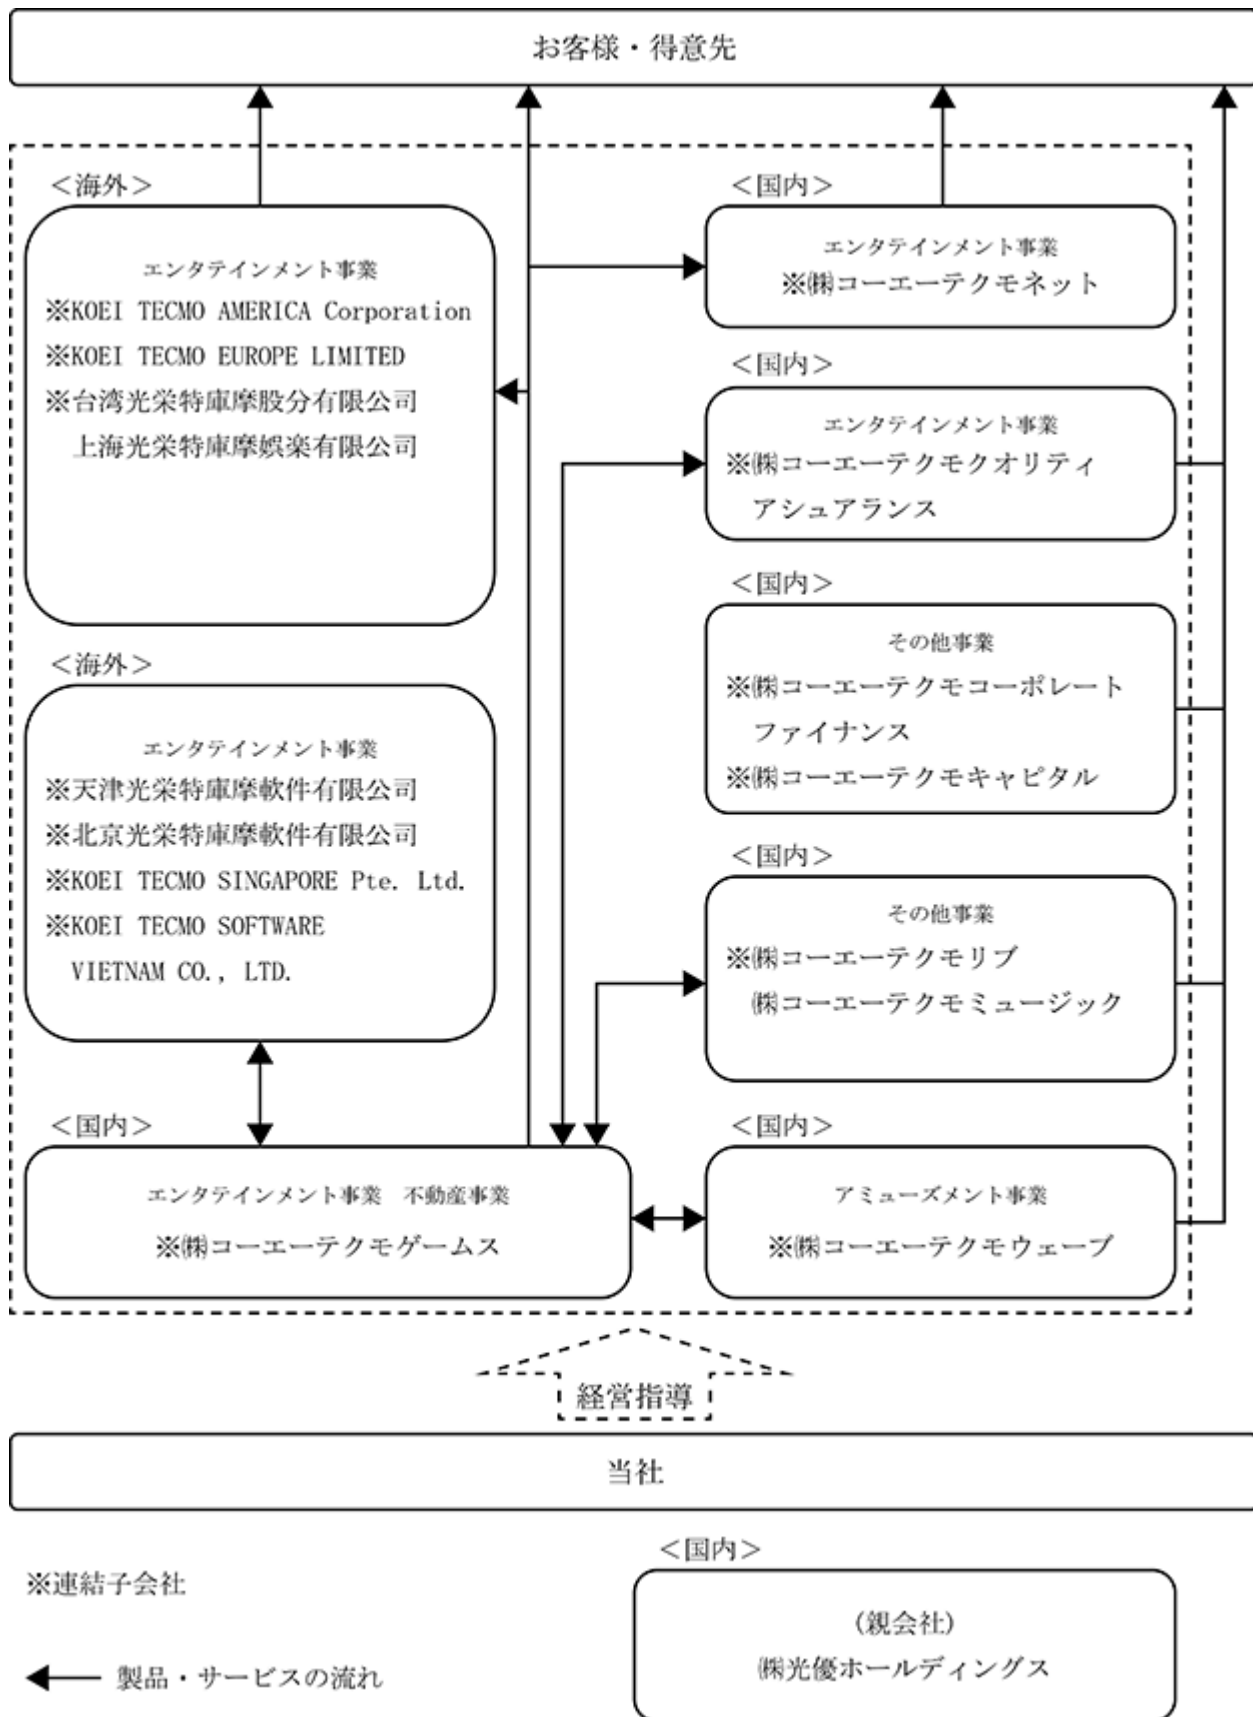 お客様・得意先
＜海外＞
エンタテインメント事業
※KOEI TECMO AMERICA Corporation
※KOEI TECMO EUROPE LIMITED
※台湾光栄特庫摩股分有限公司
上海光栄特庫摩娯楽有限公司
＜海外＞
エンタテインメント事業
※天津光栄特庫摩軟件有限公司
※北京光栄特庫摩軟件有限公司
※KOEI TECMO SINGAPORE Pte. Ltd.
※KOEI TECMO SOFTWARE
VIETNAM CO., LTD.
＜国内＞
エンタテインメント事業　不動産事業
※㈱コーエーテクモゲームス
＜国内＞
エンタテインメント事業
※㈱コーエーテクモネット
＜国内＞
エンタテインメント事業
※㈱コーエーテクモクオリティ
アシュアランス
＜国内＞
その他事業
※㈱コーエーテクモコーポレート
ファイナンス
※㈱コーエーテクモキャピタル
＜国内＞
その他事業
※㈱コーエーテクモリブ
㈱コーエーテクモミュージック
＜国内＞
アミューズメント事業
※㈱コーエーテクモウェーブ
経営指導
当社
※連結子会社
製品・サービスの流れ
＜国内＞
(親会社)
㈱光優ホールディングス